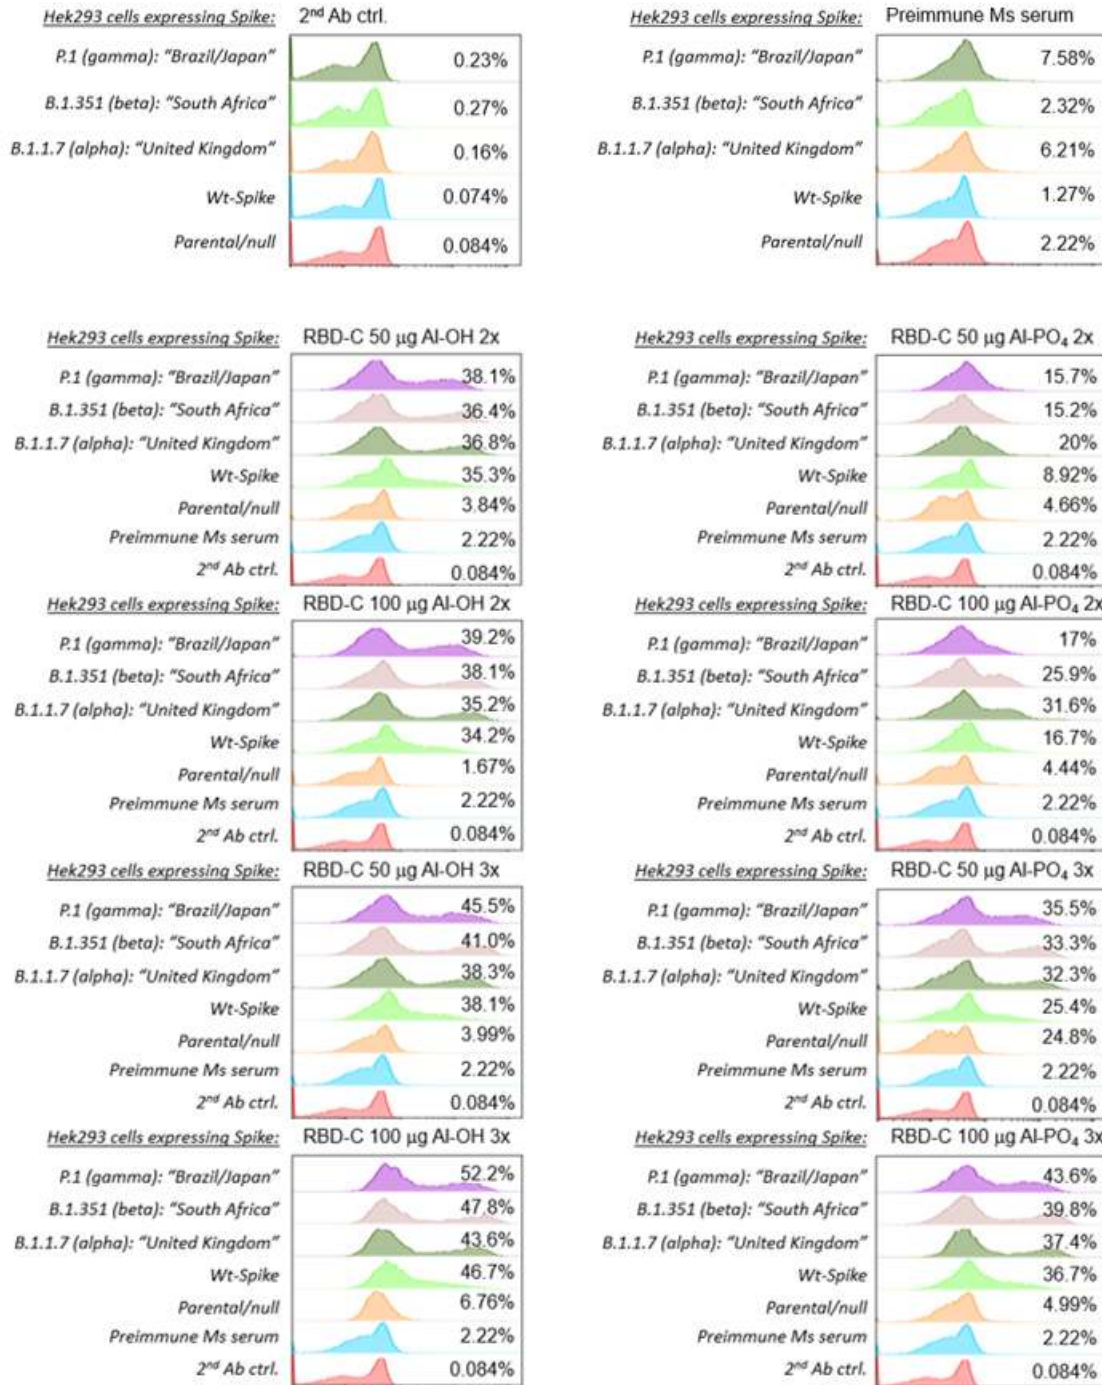 Hek293 cells expressing Spike: 2nd Ab ctrl.
P.1 (gamma): "Brazil/Japan" 0.23%
B.1.351 (beta): "South Africa" 0.27%
B.1.1.7 (alpha): "United Kingdom" 0.16%
Wt-Spike 0.074%
Parental/null 0.084%
Hek293 cells expressing Spike: Preimmune Ms serum
P.1 (gamma): "Brazil/Japan" 7.58%
B.1.351 (beta): "South Africa" 2.32%
B.1.1.7 (alpha): "United Kingdom" 6.21%
Wt-Spike 1.27%
Parental/null 2.22%
Hek293 cells expressing Spike: RBD-C 50 µg Al-OH 2x
P.1 (gamma): "Brazil/Japan" 38.1%
B.1.351 (beta): "South Africa" 36.4%
B.1.1.7 (alpha): "United Kingdom" 36.8%
Wt-Spike 35.3%
Parental/null 3.84%
Preimmune Ms serum 2.22%
2nd Ab ctrl. 0.084%
Hek293 cells expressing Spike: RBD-C 50 µg Al-PO4 2x
P.1 (gamma): "Brazil/Japan" 15.7%
B.1.351 (beta): "South Africa" 15.2%
B.1.1.7 (alpha): "United Kingdom" 20%
Wt-Spike 8.92%
Parental/null 4.66%
Preimmune Ms serum 2.22%
2nd Ab ctrl. 0.084%
Hek293 cells expressing Spike: RBD-C 100 µg Al-OH 2x
P.1 (gamma): "Brazil/Japan" 39.2%
B.1.351 (beta): "South Africa" 38.1%
B.1.1.7 (alpha): "United Kingdom" 35.2%
Wt-Spike 34.2%
Parental/null 1.67%
Preimmune Ms serum 2.22%
2nd Ab ctrl. 0.084%
Hek293 cells expressing Spike: RBD-C 100 µg Al-PO4 2x
P.1 (gamma): "Brazil/Japan" 17%
B.1.351 (beta): "South Africa" 25.9%
B.1.1.7 (alpha): "United Kingdom" 31.6%
Wt-Spike 16.7%
Parental/null 4.44%
Preimmune Ms serum 2.22%
2nd Ab ctrl. 0.084%
Hek293 cells expressing Spike: RBD-C 50 µg Al-OH 3x
P.1 (gamma): "Brazil/Japan" 45.5%
B.1.351 (beta): "South Africa" 41.0%
B.1.1.7 (alpha): "United Kingdom" 38.3%
Wt-Spike 38.1%
Parental/null 3.99%
Preimmune Ms serum 2.22%
2nd Ab ctrl. 0.084%
Hek293 cells expressing Spike: RBD-C 50 µg Al-PO4 3x
P.1 (gamma): "Brazil/Japan" 35.5%
B.1.351 (beta): "South Africa" 33.3%
B.1.1.7 (alpha): "United Kingdom" 32.3%
Wt-Spike 25.4%
Parental/null 24.8%
Preimmune Ms serum 2.22%
2nd Ab ctrl. 0.084%
Hek293 cells expressing Spike: RBD-C 100 µg Al-OH 3x
P.1 (gamma): "Brazil/Japan" 52.2%
B.1.351 (beta): "South Africa" 47.8%
B.1.1.7 (alpha): "United Kingdom" 43.6%
Wt-Spike 46.7%
Parental/null 6.76%
Preimmune Ms serum 2.22%
2nd Ab ctrl. 0.084%
Hek293 cells expressing Spike: RBD-C 100 µg Al-PO4 3x
P.1 (gamma): "Brazil/Japan" 43.6%
B.1.351 (beta): "South Africa" 39.8%
B.1.1.7 (alpha): "United Kingdom" 37.4%
Wt-Spike 36.7%
Parental/null 4.99%
Preimmune Ms serum 2.22%
2nd Ab ctrl. 0.084%